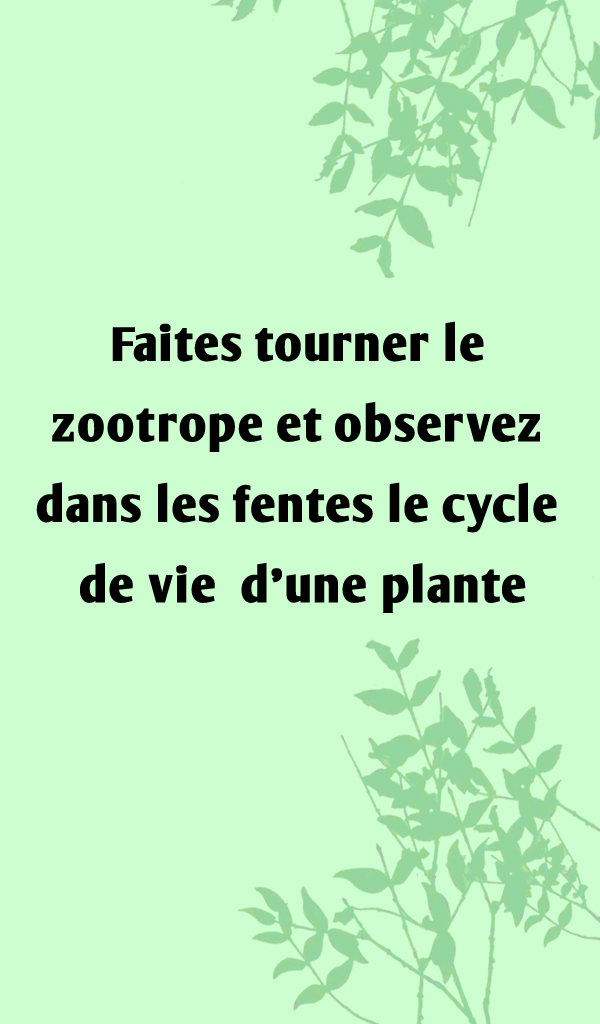 Faites tourner le
zootrope et observez
dans les fentes le cycle
de vie  d’une plante